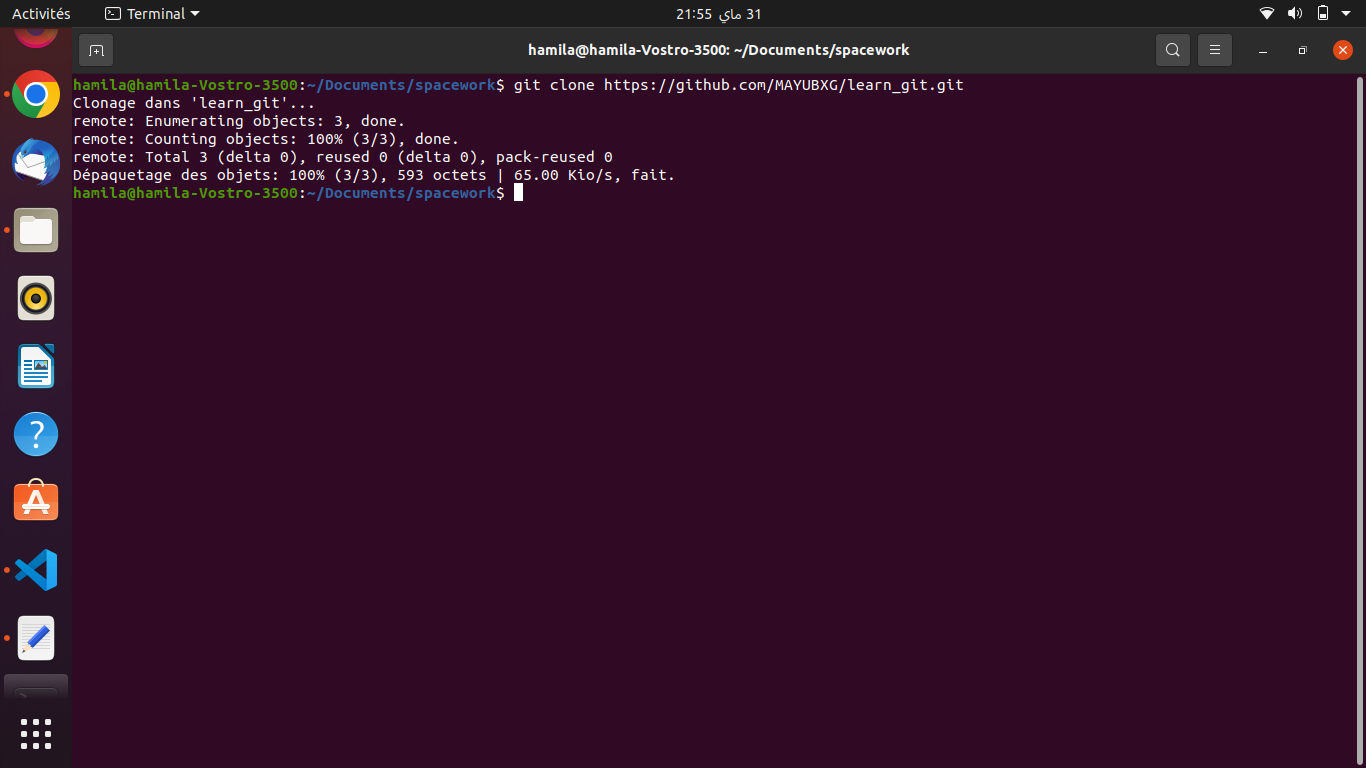 Activités
Terminal
31 ماي 21:55
hamila@hamila-Vostro-3500: ~/Documents/spacework
hamila@hamila-Vostro-3500:~/Documents/spacework$ git clone https://github.com/MAYUBXG/learn_git.git
Clonage dans 'learn_git'...
remote: Enumerating objects: 3, done.
remote: Counting objects: 100% (3/3), done.
remote: Total 3 (delta 0), reused 0 (delta 0), pack-reused 0
Dépaquetage des objets: 100% (3/3), 593 octets | 65.00 Kio/s, fait.
hamila@hamila-Vostro-3500:~/Documents/spacework$